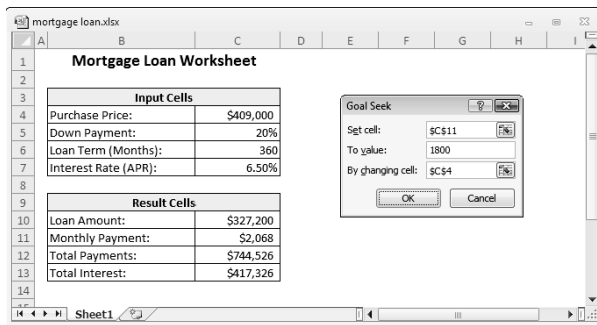 mortgage loan.xlsx
A B C D E F G H I
1 Mortgage Loan Worksheet
2
3 Input Cells
4 Purchase Price: $409,000
5 Down Payment: 20%
6 Loan Term (Months): 360
7 Interest Rate (APR): 6.50%
8
9 Result Cells
10 Loan Amount: $327,200
11 Monthly Payment: $2,068
12 Total Payments: $744,526
13 Total Interest: $417,326
14
Sheet1
Goal Seek
Set cell: $C$11
To value: 1800
By changing cell: $C$4
OK Cancel